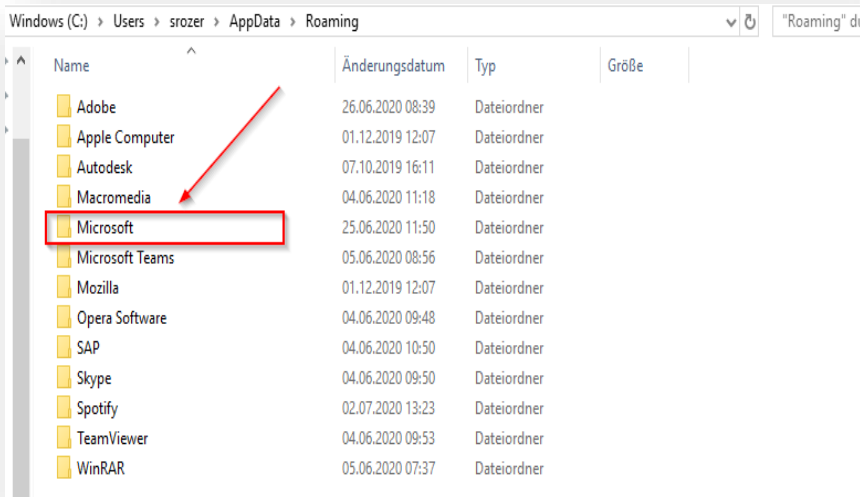 Windows (C:) > Users > srozer > AppData > Roaming "Roaming"
Name Änderungsdatum Typ Größe
Adobe 26.06.2020 08:39 Dateiordner
Apple Computer 01.12.2019 12:07 Dateiordner
Autodesk 07.10.2019 16:11 Dateiordner
Macromedia 04.06.2020 11:18 Dateiordner
Microsoft 25.06.2020 11:50 Dateiordner
Microsoft Teams 05.06.2020 08:56 Dateiordner
Mozilla 01.12.2019 12:07 Dateiordner
Opera Software 04.06.2020 09:48 Dateiordner
SAP 04.06.2020 10:50 Dateiordner
Skype 04.06.2020 09:50 Dateiordner
Spotify 02.07.2020 13:23 Dateiordner
TeamViewer 04.06.2020 09:53 Dateiordner
WinRAR 05.06.2020 07:37 Dateiordner